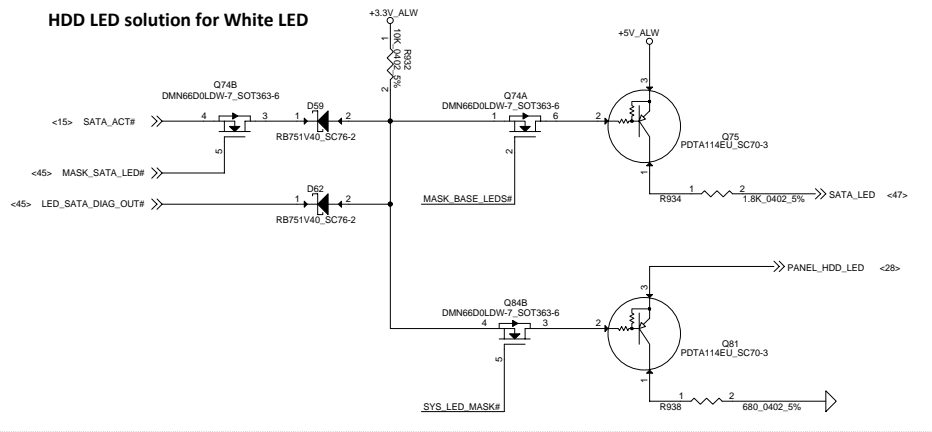 HDD LED solution for White LED
+3.3V_ALW
1
R932
10K_0402_5%
2
+5V_ALW
3
Q74B
DMN66D0LDW-7_SOT363-6
<15> SATA_ACT#
4
3
5
D59
1
2
RB751V40_SC76-2
Q74A
DMN66D0LDW-7_SOT363-6
1
6
2
2
Q75
PDTA114EU_SC70-3
1
<45> MASK_SATA_LED#
<45> LED_SATA_DIAG_OUT#
D62
1
2
RB751V40_SC76-2
MASK_BASE_LEDS#
R934
1
2
1.8K_0402_5%
SATA_LED <47>
PANEL_HDD_LED <28>
3
Q84B
DMN66D0LDW-7_SOT363-6
4
3
5
2
Q81
PDTA114EU_SC70-3
1
SYS_LED_MASK#
R938
1
2
680_0402_5%